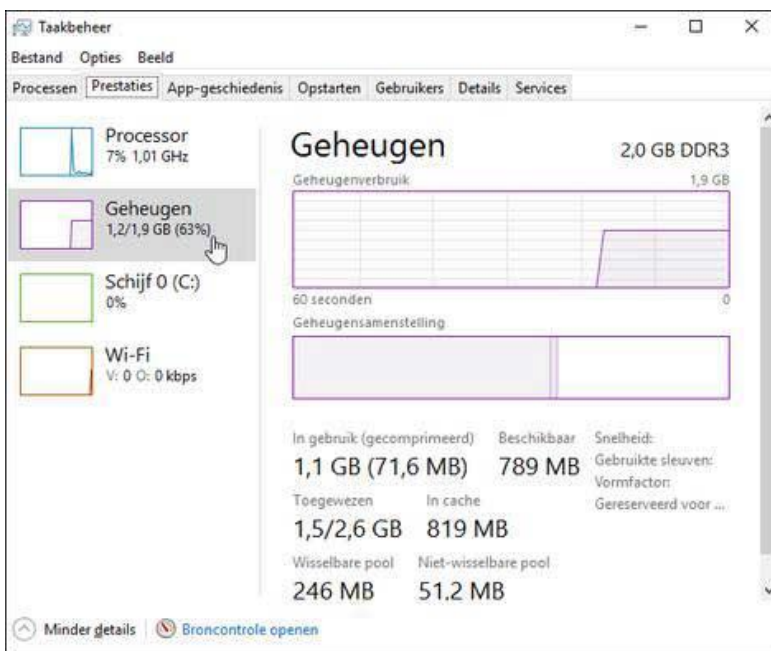 Taakbeheer
Bestand Opties Beeld
Processen Prestaties App-geschiedenis Opstarten Gebruikers Details Services
Processor
7% 1,01 GHz
Geheugen
1,2/1,9 GB (63%)
Schijf 0 (C:)
0%
Wi-Fi
V: 0 O: 0 kbps
Geheugen 2,0 GB DDR3
Geheugenverbruik 1,9 GB
60 seconden 0
Geheugensamenstelling
In gebruik (gecomprimeerd) Beschikbaar
1,1 GB (71,6 MB) 789 MB
Toegewezen In cache
1,5/2,6 GB 819 MB
Wisselbare pool Niet-wisselbare pool
246 MB 51,2 MB
Snelheid:
Gebruikte sleuven:
Vormfactor:
Gereserveerd voor ...
Minder details Broncontrole openen